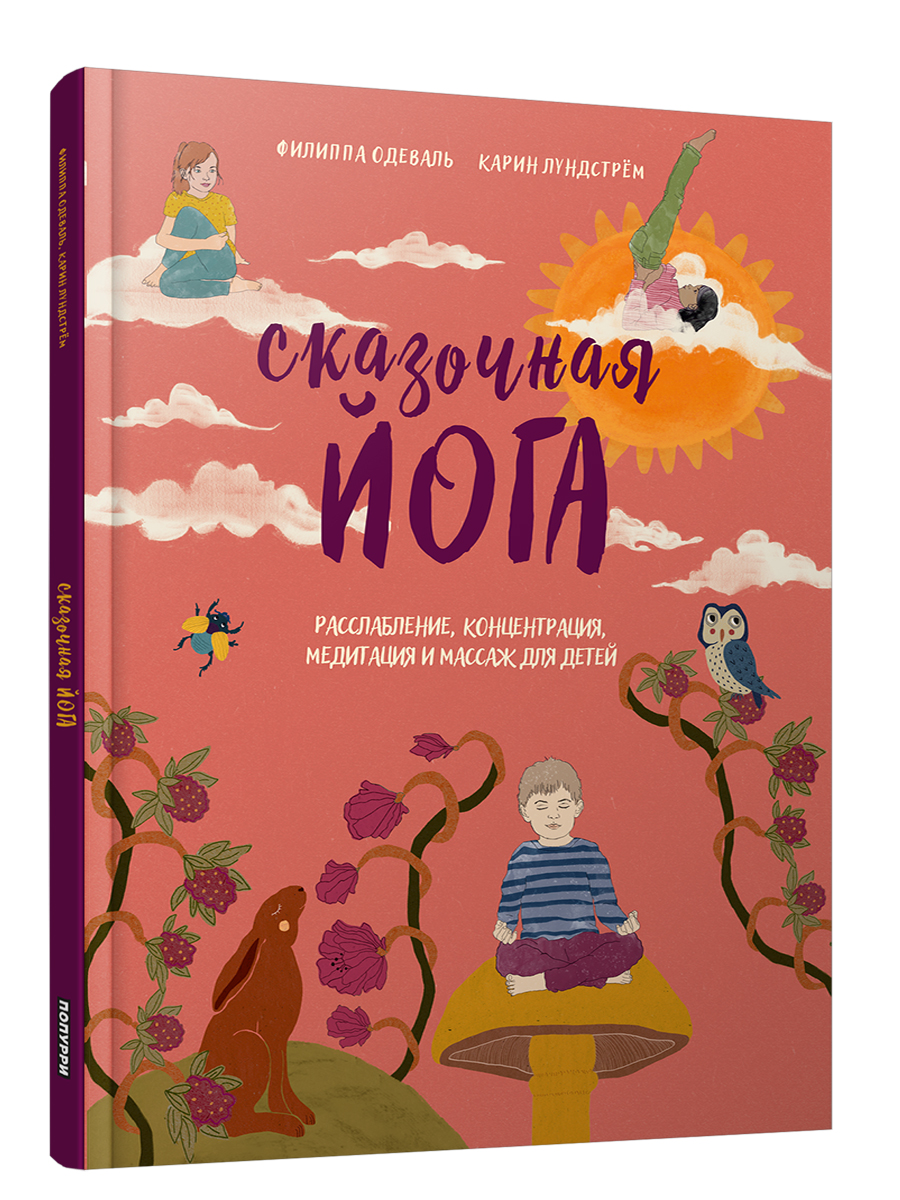 ФИЛИППА ОДЕВАЛЬ КАРИН ЛУНДСТРЁМ
сказочная
ЙОГА
РАССЛАБЛЕНИЕ, КОНЦЕНТРАЦИЯ,
МЕДИТАЦИЯ И МАССАЖ ДЛЯ ДЕТЕЙ
ФИЛИППА ОДЕВАЛЬ, КАРИН ЛУНДСТРЁМ
сказочная ЙОГА
ПОПУРРИ